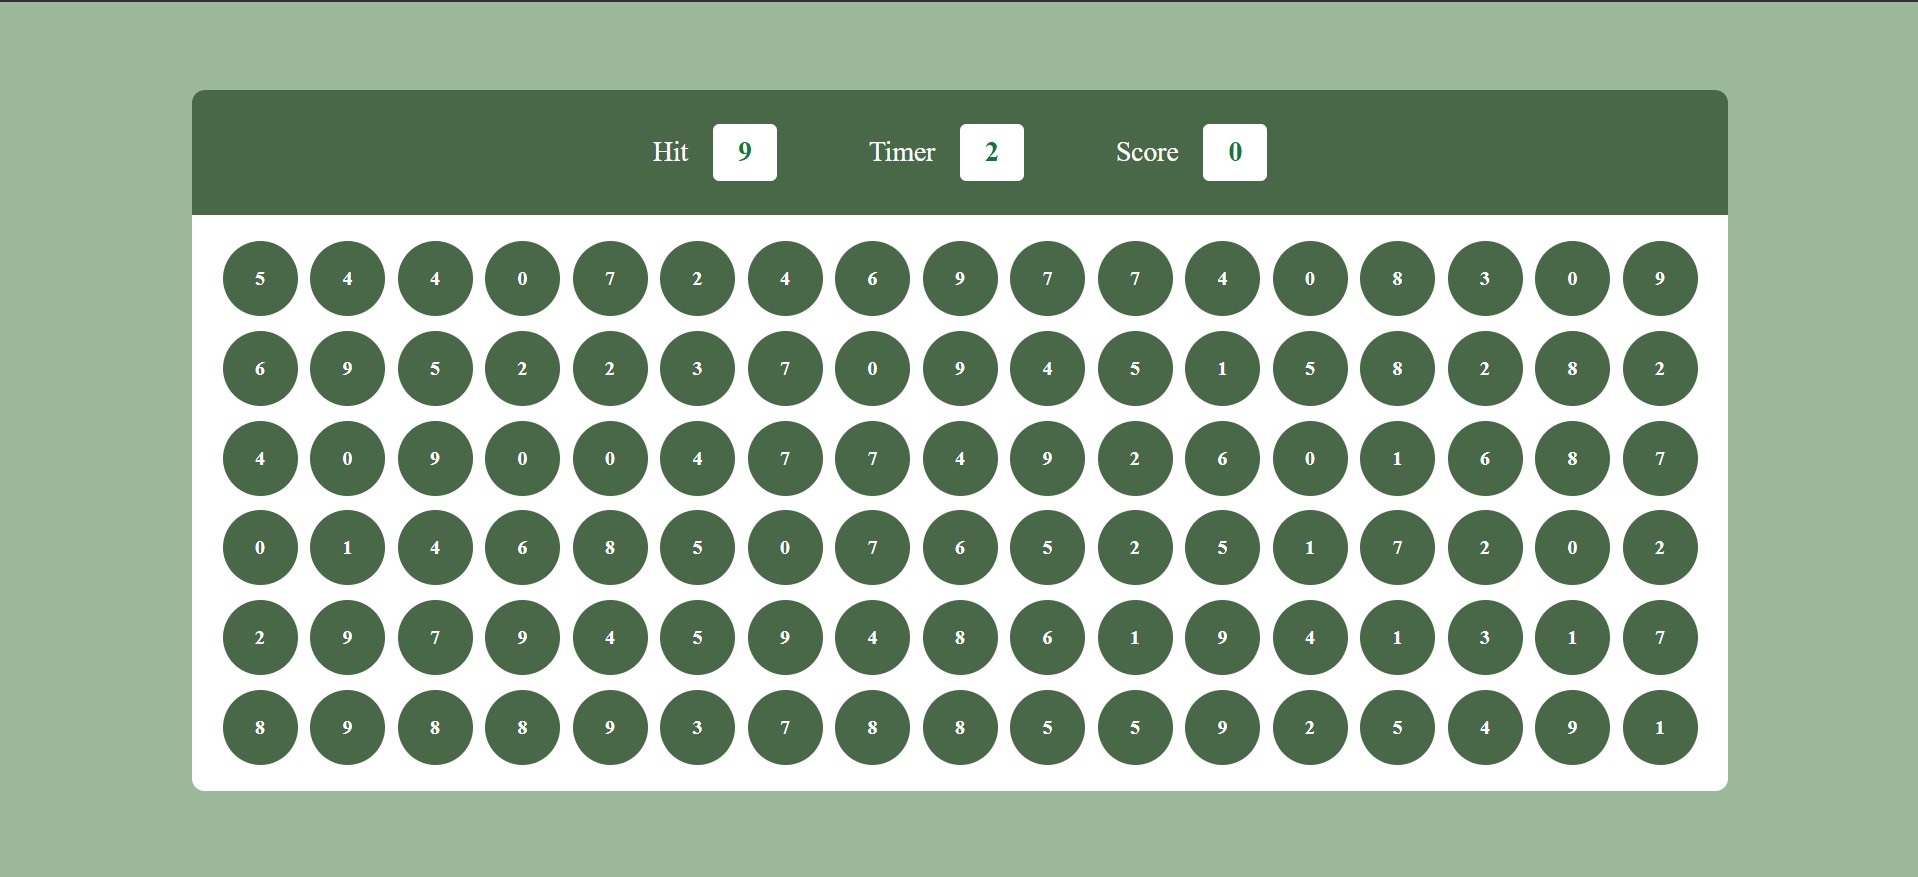 Hit 9 Timer 2 Score 0
5 4 4 0 7 2 4 6 9 7 7 4 0 8 3 0 9
6 9 5 2 2 3 7 0 9 4 5 1 5 8 2 8 2
4 0 9 0 0 4 7 7 4 9 2 6 0 1 6 8 7
0 1 4 6 8 5 0 7 6 5 2 5 1 7 2 0 2
2 9 7 9 4 5 9 4 8 6 1 9 4 1 3 1 7
8 9 8 8 9 3 7 8 8 5 5 9 2 5 4 9 1